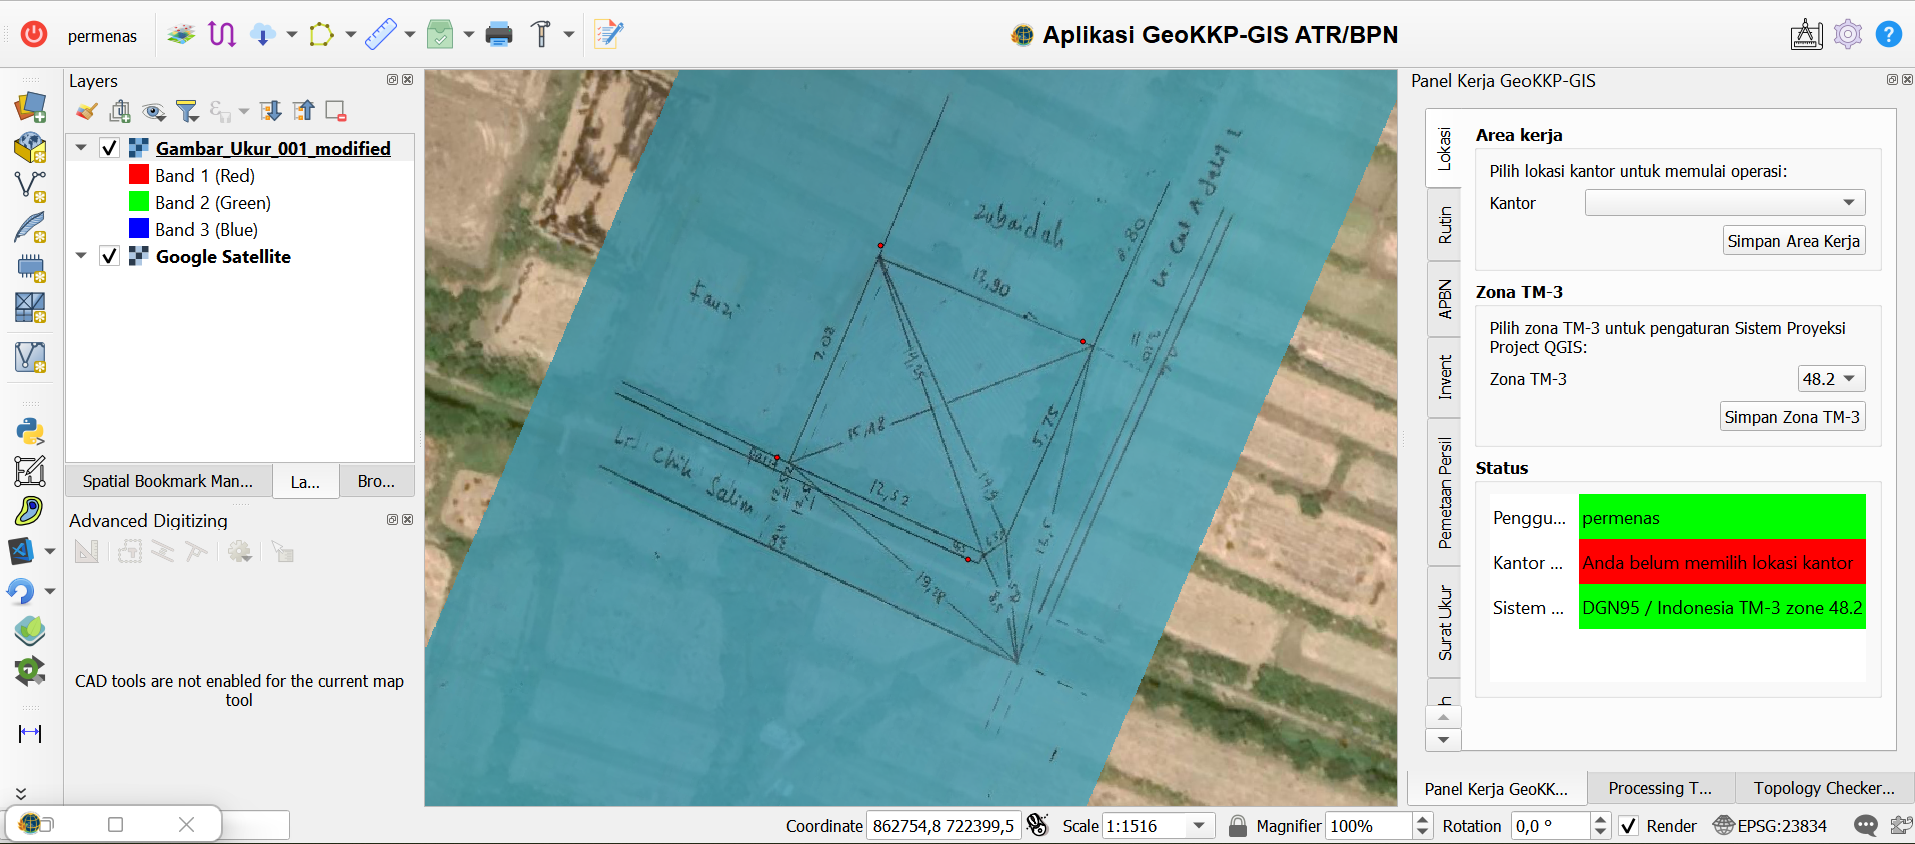 permenas
Aplikasi GeoKKP-GIS ATR/BPN
Layers
Gambar_Ukur_001_modified
Band 1 (Red)
Band 2 (Green)
Band 3 (Blue)
Google Satellite
Spatial Bookmark Man...
La...
Bro...
Advanced Digitizing
CAD tools are not enabled for the current map
tool
Zubaidah
Fauzi
8.80
12,90
7.08
14,25
15,48
12,52
14,9
19,28
Salim
Panel Kerja GeoKKP-GIS
Lokasi
Rutin
APBN
Invent
Pemetaan Persil
Surat Ukur
h
Area kerja
Pilih lokasi kantor untuk memulai operasi:
Kantor
Simpan Area Kerja
Zona TM-3
Pilih zona TM-3 untuk pengaturan Sistem Proyeksi
Project QGIS:
Zona TM-3
48.2
Simpan Zona TM-3
Status
Penggu...
permenas
Kantor ...
Anda belum memilih lokasi kantor
Sistem ...
DGN95 / Indonesia TM-3 zone 48.2
Panel Kerja GeoKK...
Processing T...
Topology Checker...
Coordinate
862754,8 722399,5
Scale
1:1516
Magnifier
100%
Rotation
0,0 °
Render
EPSG:23834